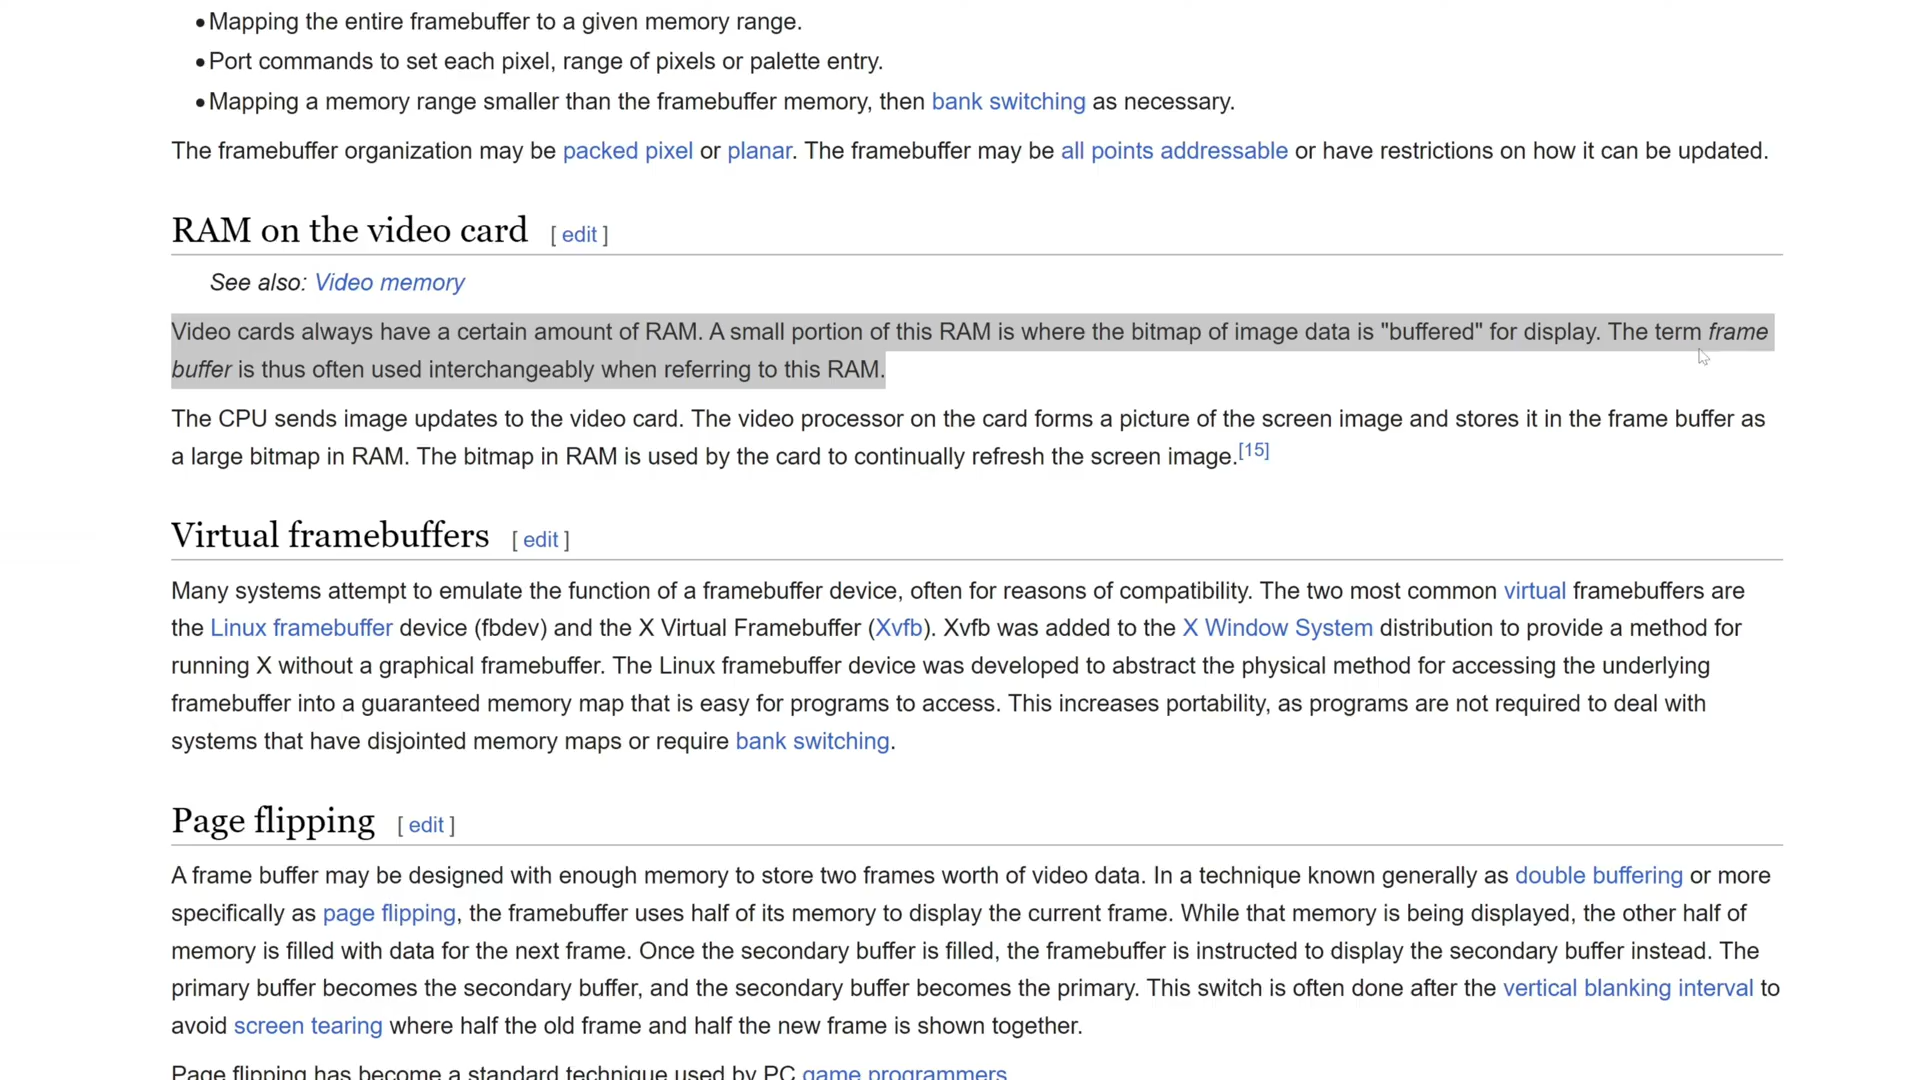 • Mapping the entire framebuffer to a given memory range.
• Port commands to set each pixel, range of pixels or palette entry.
• Mapping a memory range smaller than the framebuffer memory, then bank switching as necessary.
The framebuffer organization may be packed pixel or planar. The framebuffer may be all points addressable or have restrictions on how it can be updated.
RAM on the video card [ edit ]
See also: Video memory
Video cards always have a certain amount of RAM. A small portion of this RAM is where the bitmap of image data is "buffered" for display. The term frame
buffer is thus often used interchangeably when referring to this RAM.
The CPU sends image updates to the video card. The video processor on the card forms a picture of the screen image and stores it in the frame buffer as
a large bitmap in RAM. The bitmap in RAM is used by the card to continually refresh the screen image.[15]
Virtual framebuffers [ edit ]
Many systems attempt to emulate the function of a framebuffer device, often for reasons of compatibility. The two most common virtual framebuffers are
the Linux framebuffer device (fbdev) and the X Virtual Framebuffer (Xvfb). Xvfb was added to the X Window System distribution to provide a method for
running X without a graphical framebuffer. The Linux framebuffer device was developed to abstract the physical method for accessing the underlying
framebuffer into a guaranteed memory map that is easy for programs to access. This increases portability, as programs are not required to deal with
systems that have disjointed memory maps or require bank switching.
Page flipping [ edit ]
A frame buffer may be designed with enough memory to store two frames worth of video data. In a technique known generally as double buffering or more
specifically as page flipping, the framebuffer uses half of its memory to display the current frame. While that memory is being displayed, the other half of
memory is filled with data for the next frame. Once the secondary buffer is filled, the framebuffer is instructed to display the secondary buffer instead. The
primary buffer becomes the secondary buffer, and the secondary buffer becomes the primary. This switch is often done after the vertical blanking interval to
avoid screen tearing where half the old frame and half the new frame is shown together.
Page flipping has become a standard technique used by PC game programmers